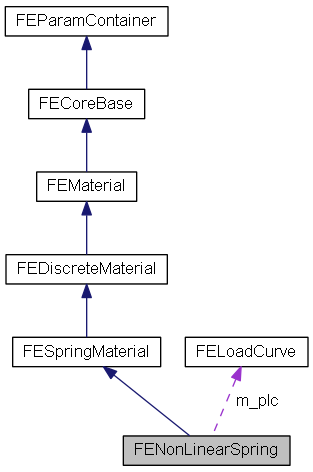 FEParamContainer
FECoreBase
FEMaterial
FEDiscreteMaterial
FESpringMaterial
FELoadCurve
m_plc
FENonLinearSpring